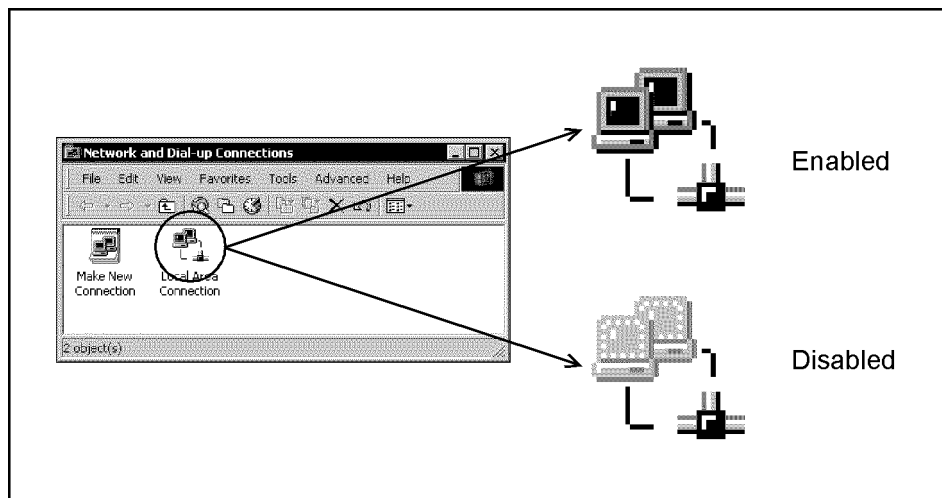 Network and Dial-up Connections
File Edit View Favorites Tools Advanced Help
Make New Connection
Local Area Connection
2 object(s)
Enabled
Disabled